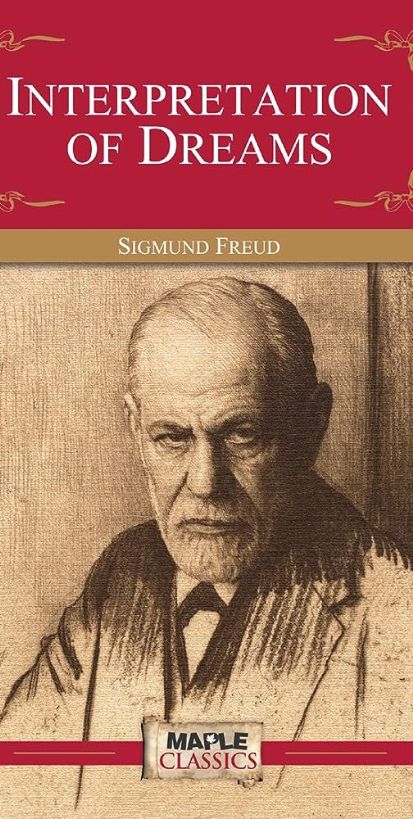 INTERPRETATION
OF DREAMS
SIGMUND FREUD
MAPLE
CLASSICS